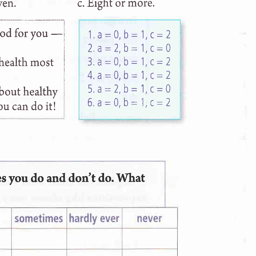 c. Eight or more.
od for you —
health most
bout healthy
ou can do it!
1. a = 0, b = 1, c = 2
2. a = 2, b = 1, c = 0
3. a = 0, b = 1, c = 2
4. a = 0, b = 1, c = 2
5. a = 2, b = 1, c = 0
6. a = 0, b = 1, c = 2
s you do and don't do. What
sometimes hardly ever never